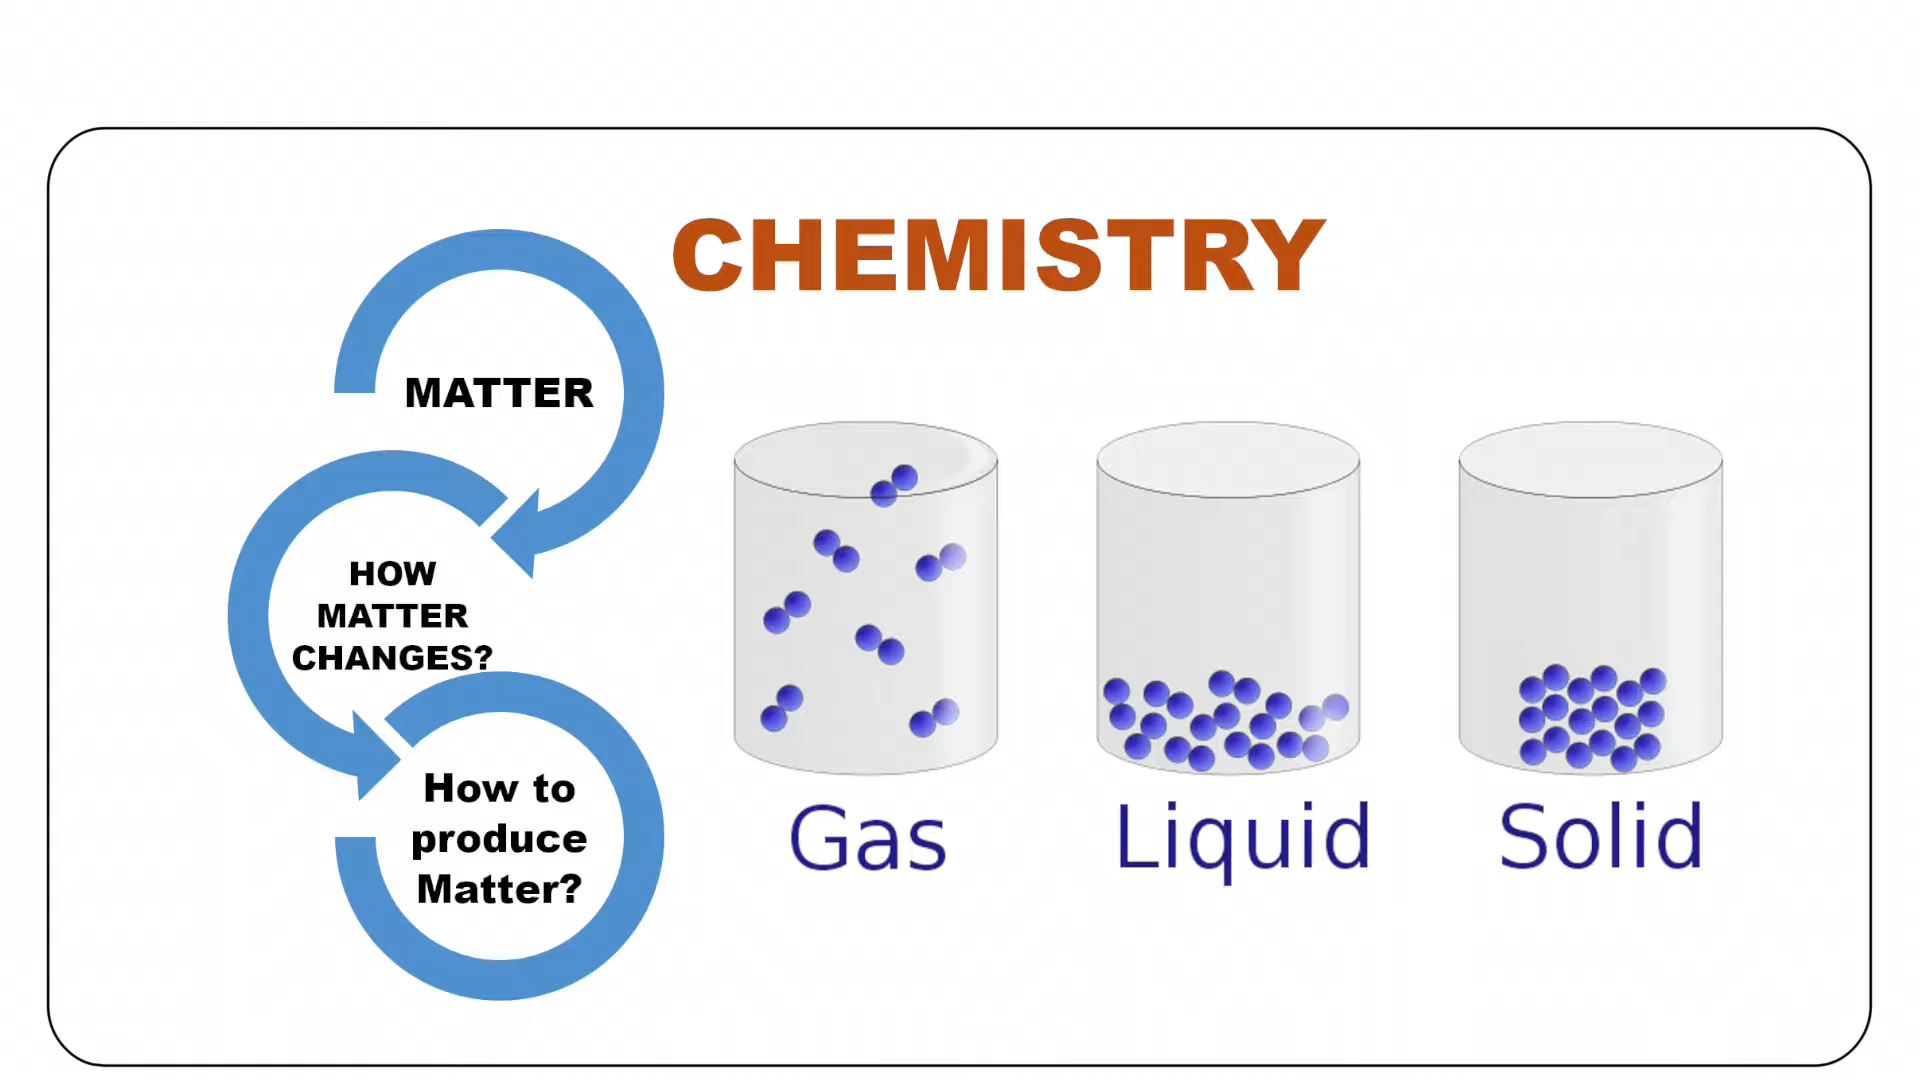 CHEMISTRY
MATTER
HOW
MATTER
CHANGES?
How to
produce
Matter?
Gas
Liquid
Solid